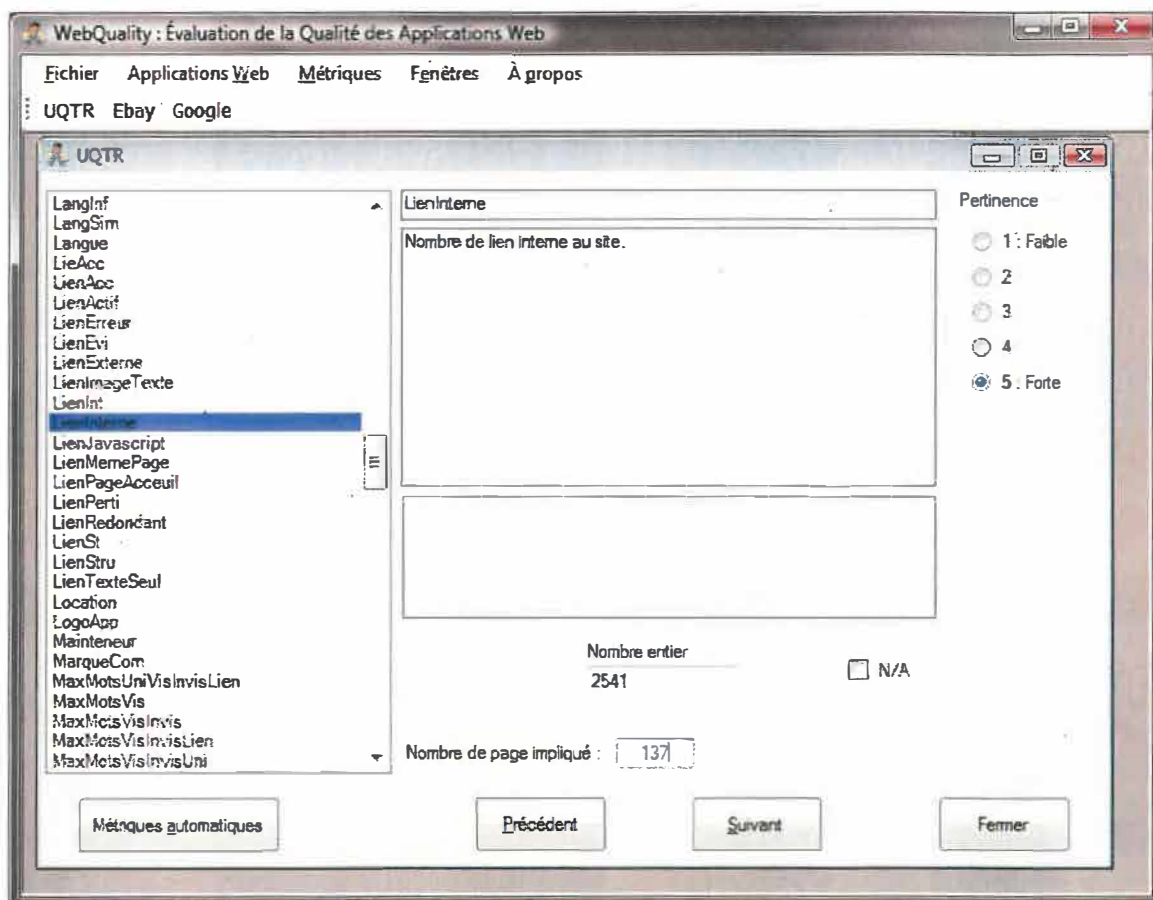 WebQuality : Évaluation de la Qualité des Applications Web
Fichier Applications Web Métriques Fenêtres À propos
UQTR Ebay Google
UQTR
LangInf
LangSim
Langue
LieAcc
LienAcc
LienActif
LienErreur
LienEvi
LienExterne
LienImageTexte
LienInt
LienInterne
LienJavascript
LienMemePage
LienPageAcceuil
LienPerti
LienRedondant
LienSt
LienStru
LienTexteSeul
Location
LogoApp
Mainteneur
MarqueCom
MaxMotsUniVisInvisLien
MaxMotsVis
MaxMotsVisInvis
MaxMotsVisInvisLien
MaxMotsVisInvisUni
LienInterne
Nombre de lien interne au site.
Pertinence
1 : Faible
2
3
4
5 : Forte
Nombre entier
2541
N/A
Nombre de page impliqué : 137
Métriques automatiques Précédent Suivant Fermer